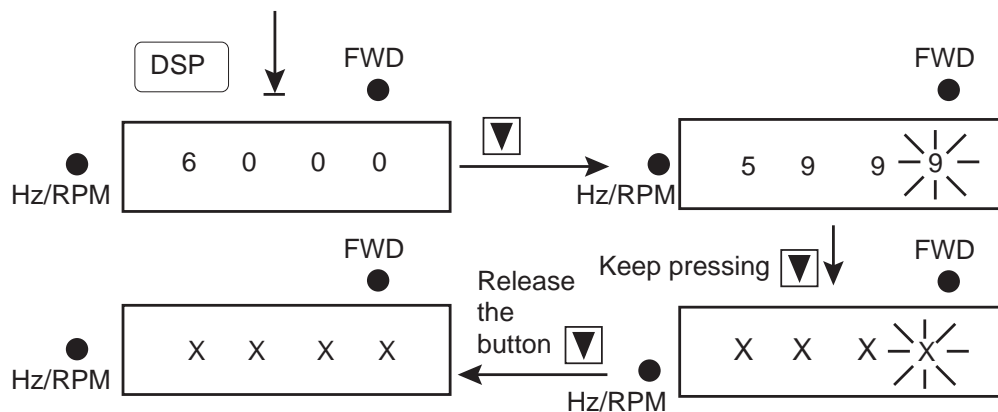 DSP
FWD
FWD
6 0 0 0
5 9 9 9
Hz/RPM
Hz/RPM
FWD
Keep pressing
FWD
Release
the
button
X X X X
X X X X
Hz/RPM
Hz/RPM